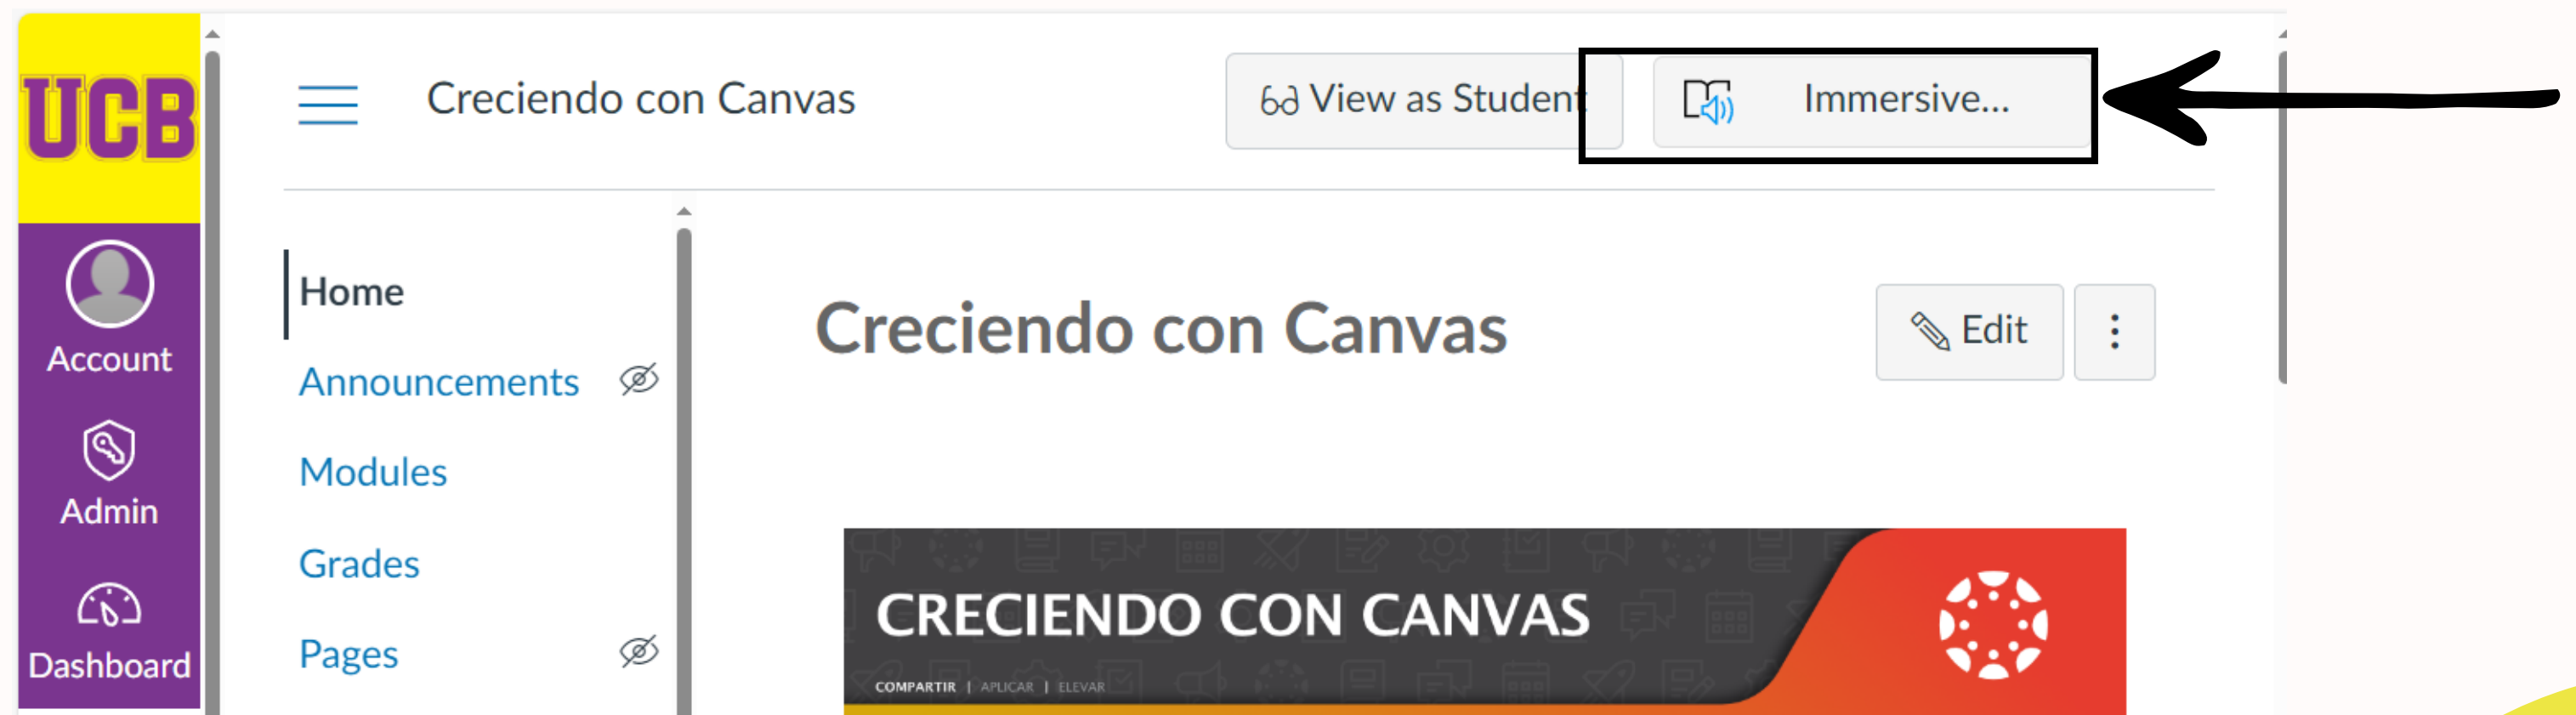 UCB
Creciendo con Canvas
View as Student
Immersive...
Account
Admin
Dashboard
Home
Announcements
Modules
Grades
Pages
Creciendo con Canvas
Edit
CRECIENDO CON CANVAS
COMPARTIR | APLICAR | ELEVAR